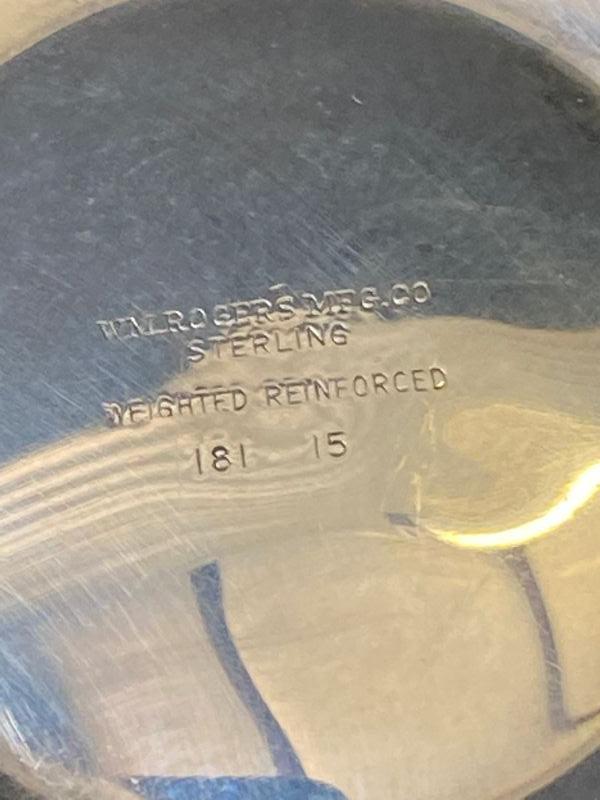 WM.ROGERS MFG.CO
STERLING
WEIGHTED REINFORCED
181 15